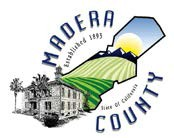 MADERA
Established 1893
State Of California
COUNTY